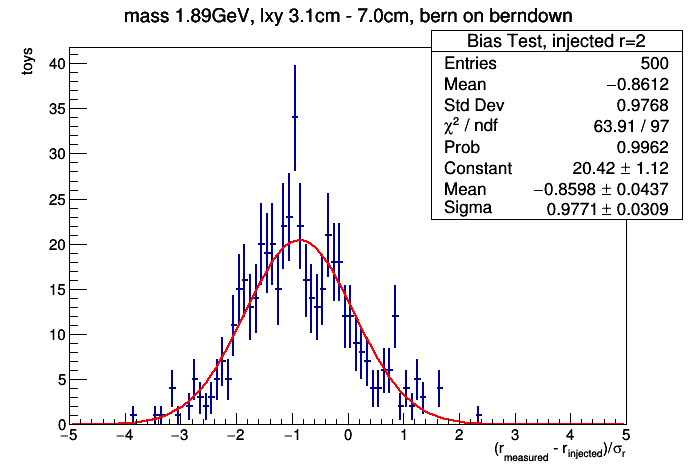 mass 1.89GeV, lxy 3.1cm - 7.0cm, bern on berndown
Bias Test, injected r=2
Entries 500
Mean −0.8612
Std Dev 0.9768
χ² / ndf 63.91 / 97
Prob 0.9962
Constant 20.42 ± 1.12
Mean −0.8598 ± 0.0437
Sigma 0.9771 ± 0.0309
toys
40
35
30
25
20
15
10
5
0
−5 −4 −3 −2 −1 0 1 2 3 4 5
(r_measured - r_injected)/σ_r